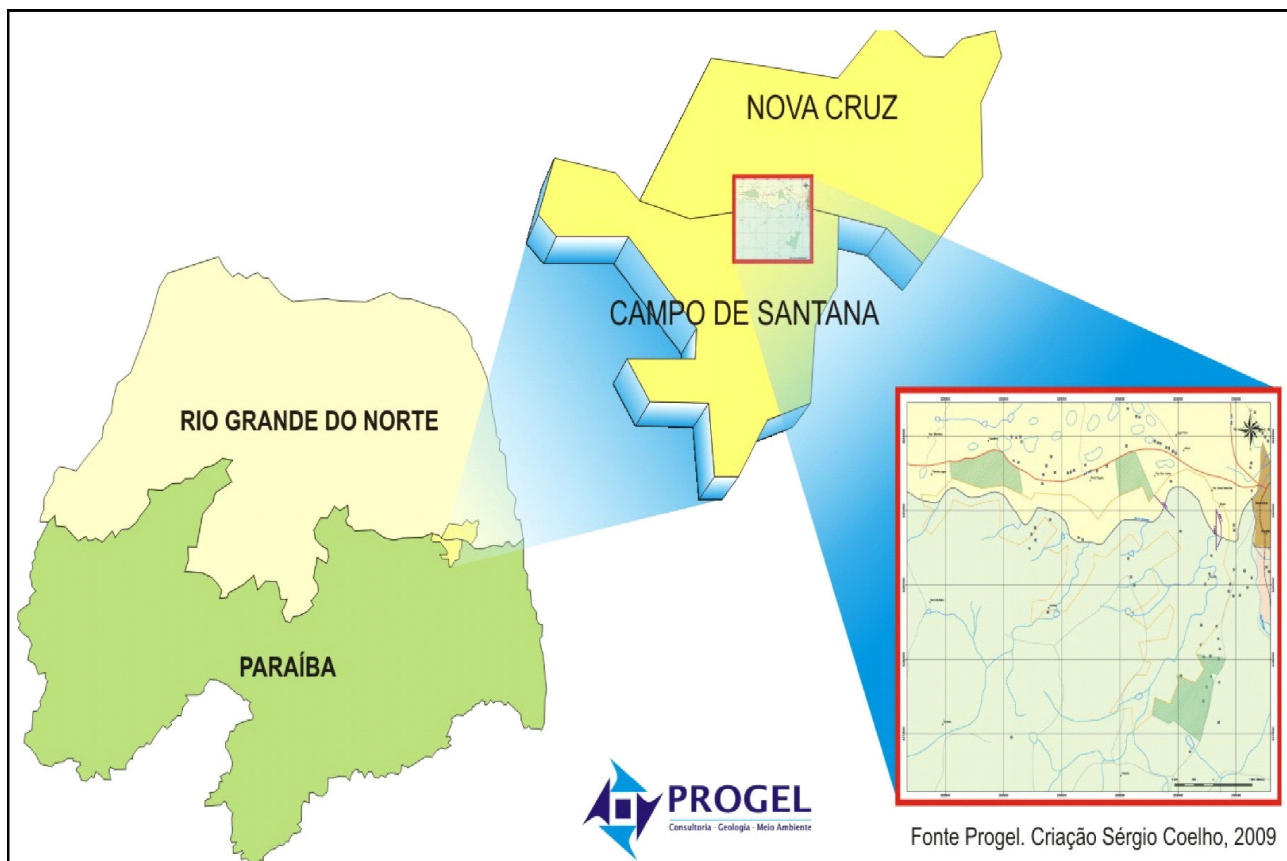 NOVA CRUZ
CAMPO DE SANTANA
RIO GRANDE DO NORTE
PARAÍBA
PROGEL
Consultoria - Geologia - Meio Ambiente
Fonte Progel. Criação Sérgio Coelho, 2009